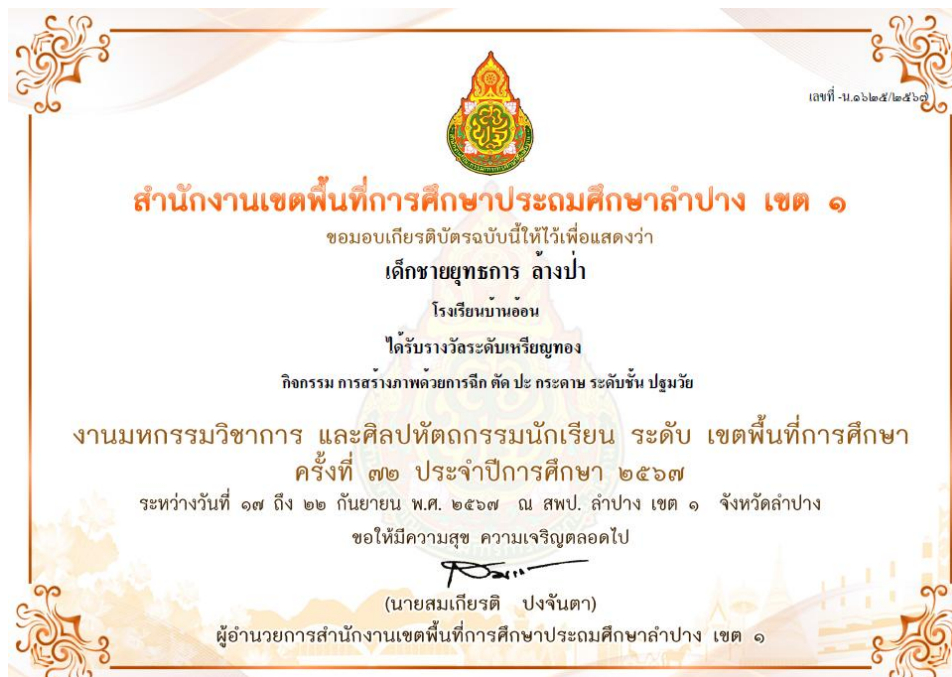 เลขที่ -น.๑๖๒๕/๒๕๖๗
สำนักงานเขตพื้นที่การศึกษาประถมศึกษาลำปาง เขต ๑
ขอมอบเกียรติบัตรฉบับนี้ให้ไว้เพื่อแสดงว่า
เด็กชายยุทธการ ล้างป่า
โรงเรียนบ้านอ้อน
ได้รับรางวัลระดับเหรียญทอง
กิจกรรม การสร้างภาพด้วยการฉีก ตัด ปะ กระดาษ ระดับชั้น ปฐมวัย
งานมหกรรมวิชาการ และศิลปหัตถกรรมนักเรียน ระดับ เขตพื้นที่การศึกษา
ครั้งที่ ๗๒ ประจำปีการศึกษา ๒๕๖๗
ระหว่างวันที่ ๑๗ ถึง ๒๒ กันยายน พ.ศ. ๒๕๖๗ ณ สพป. ลำปาง เขต ๑ จังหวัดลำปาง
ขอให้มีความสุข ความเจริญตลอดไป
(นายสมเกียรติ ปงจันตา)
ผู้อำนวยการสำนักงานเขตพื้นที่การศึกษาประถมศึกษาลำปาง เขต ๑